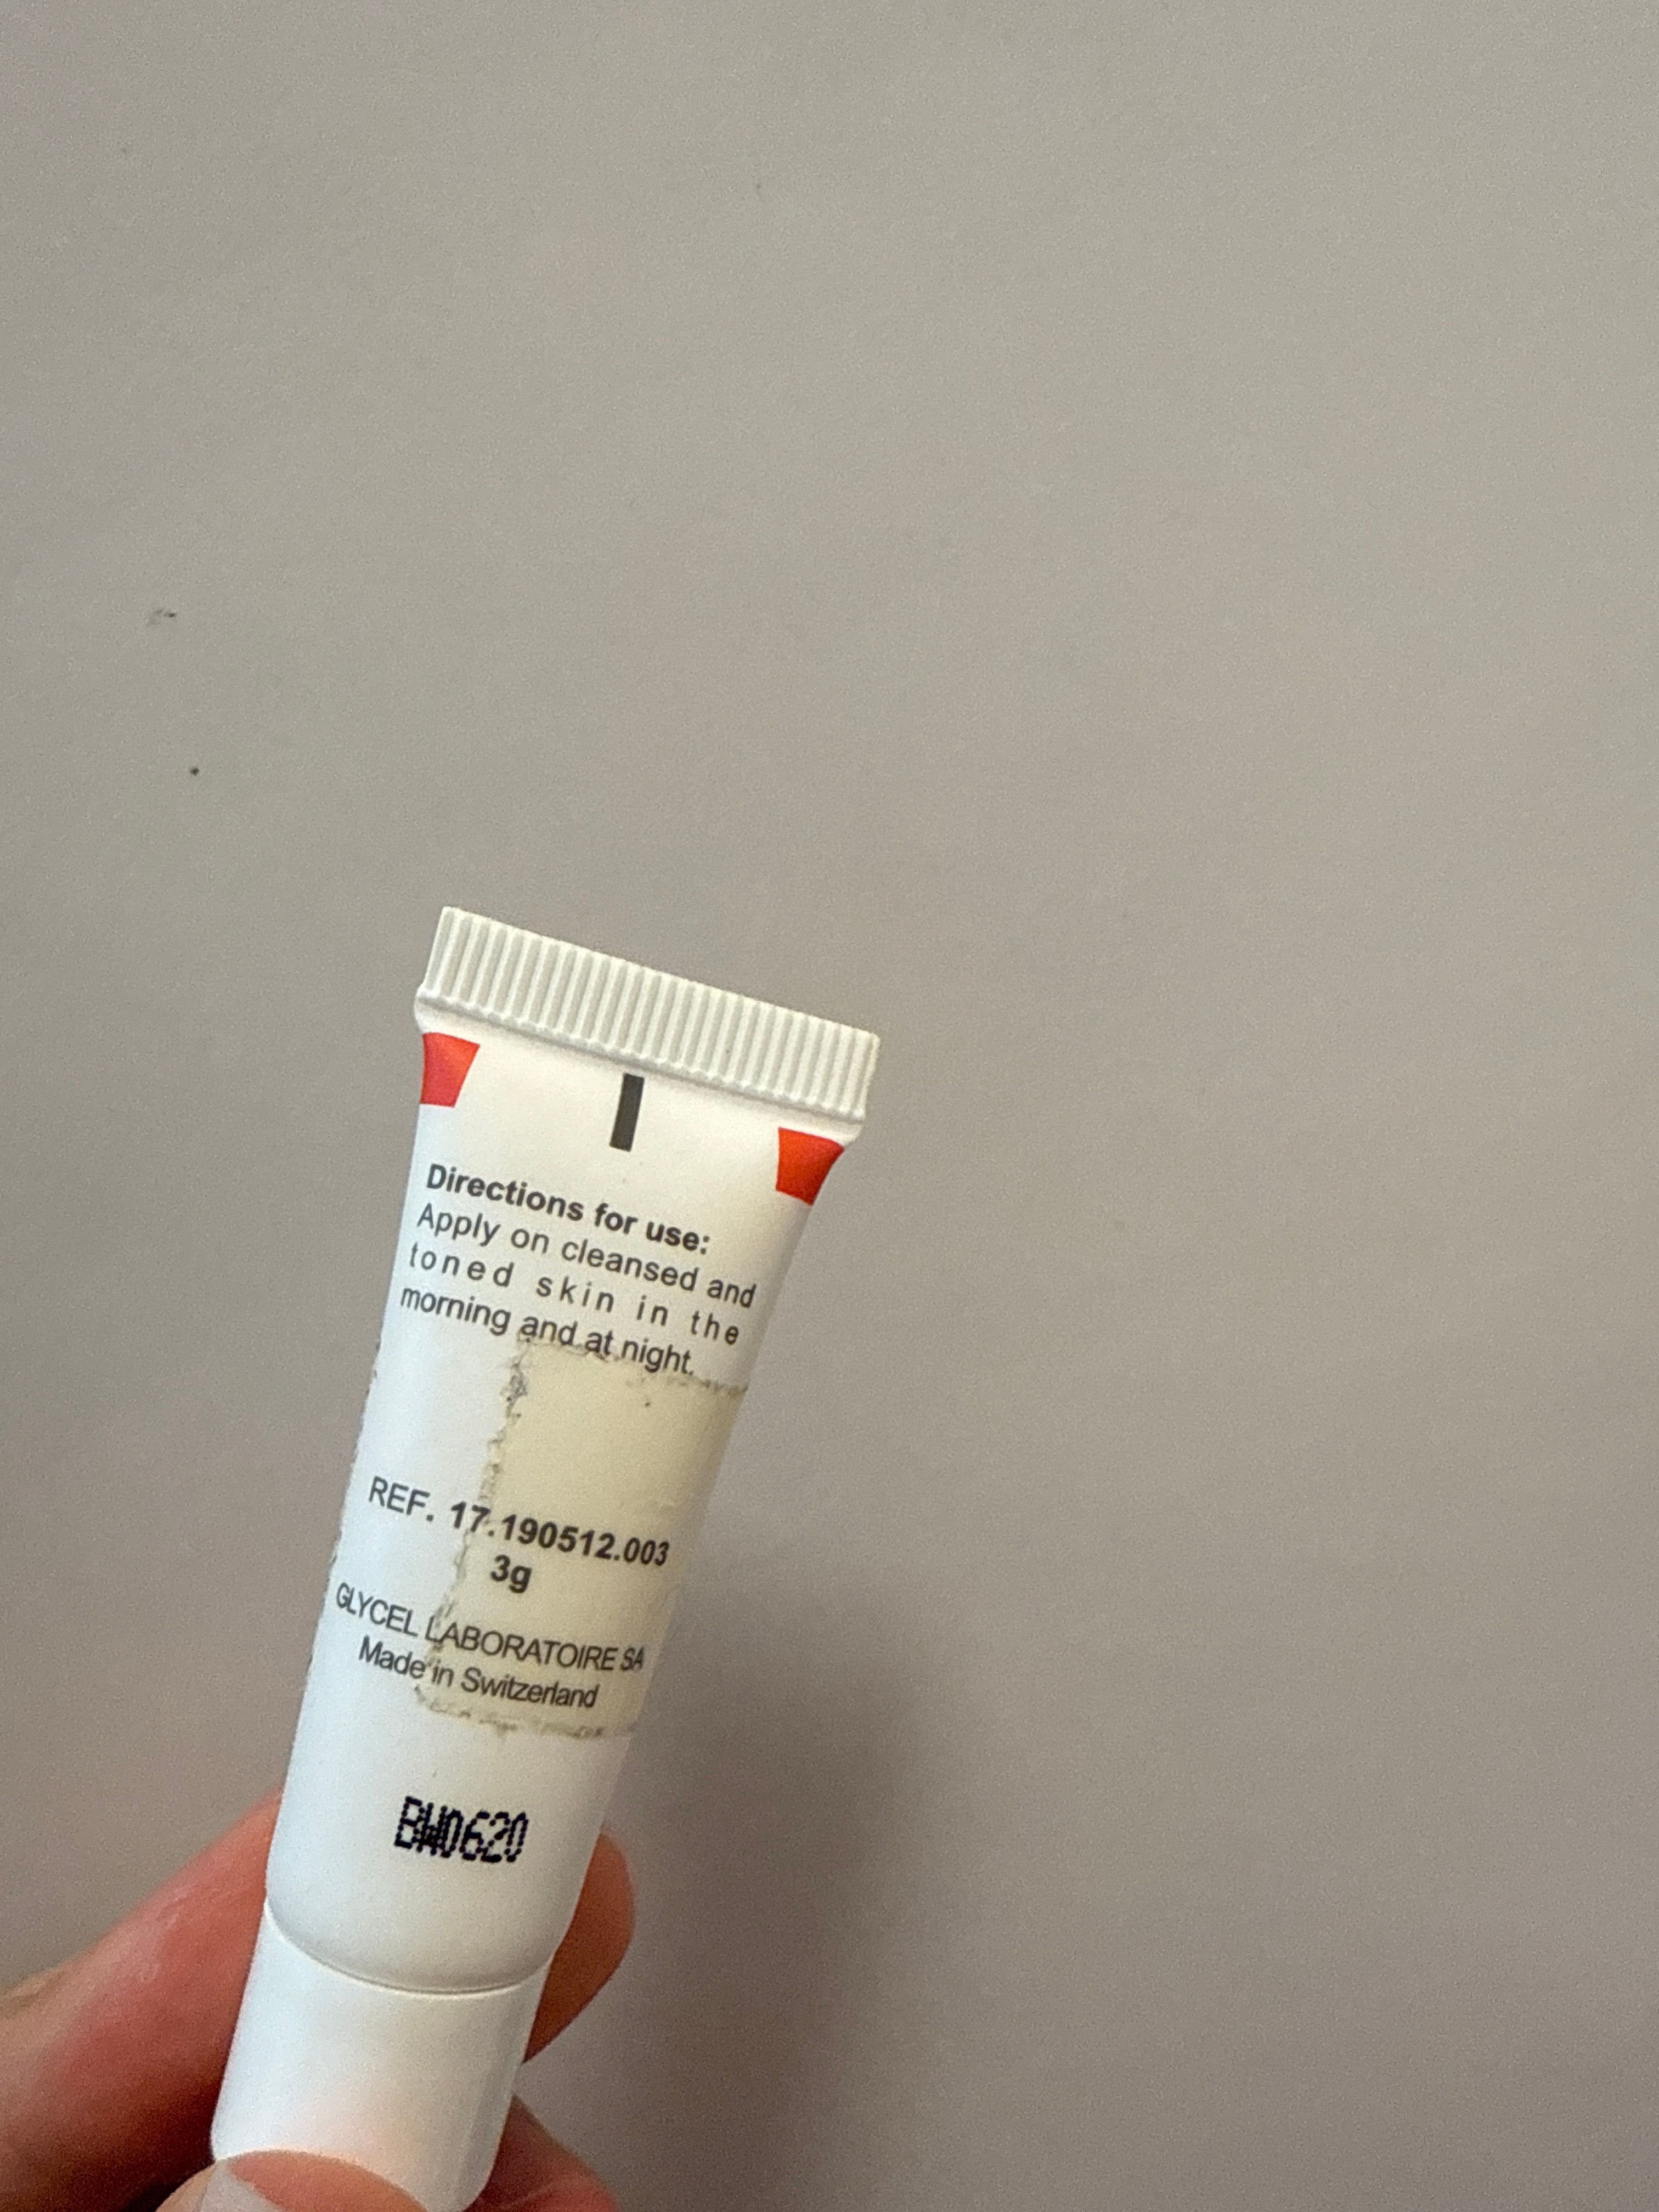 Directions for use:
Apply on cleansed and
toned skin in the
morning and at night.
REF. 17.190512.003
3g
GLYCEL LABORATOIRE SA
Made in Switzerland
BW0620